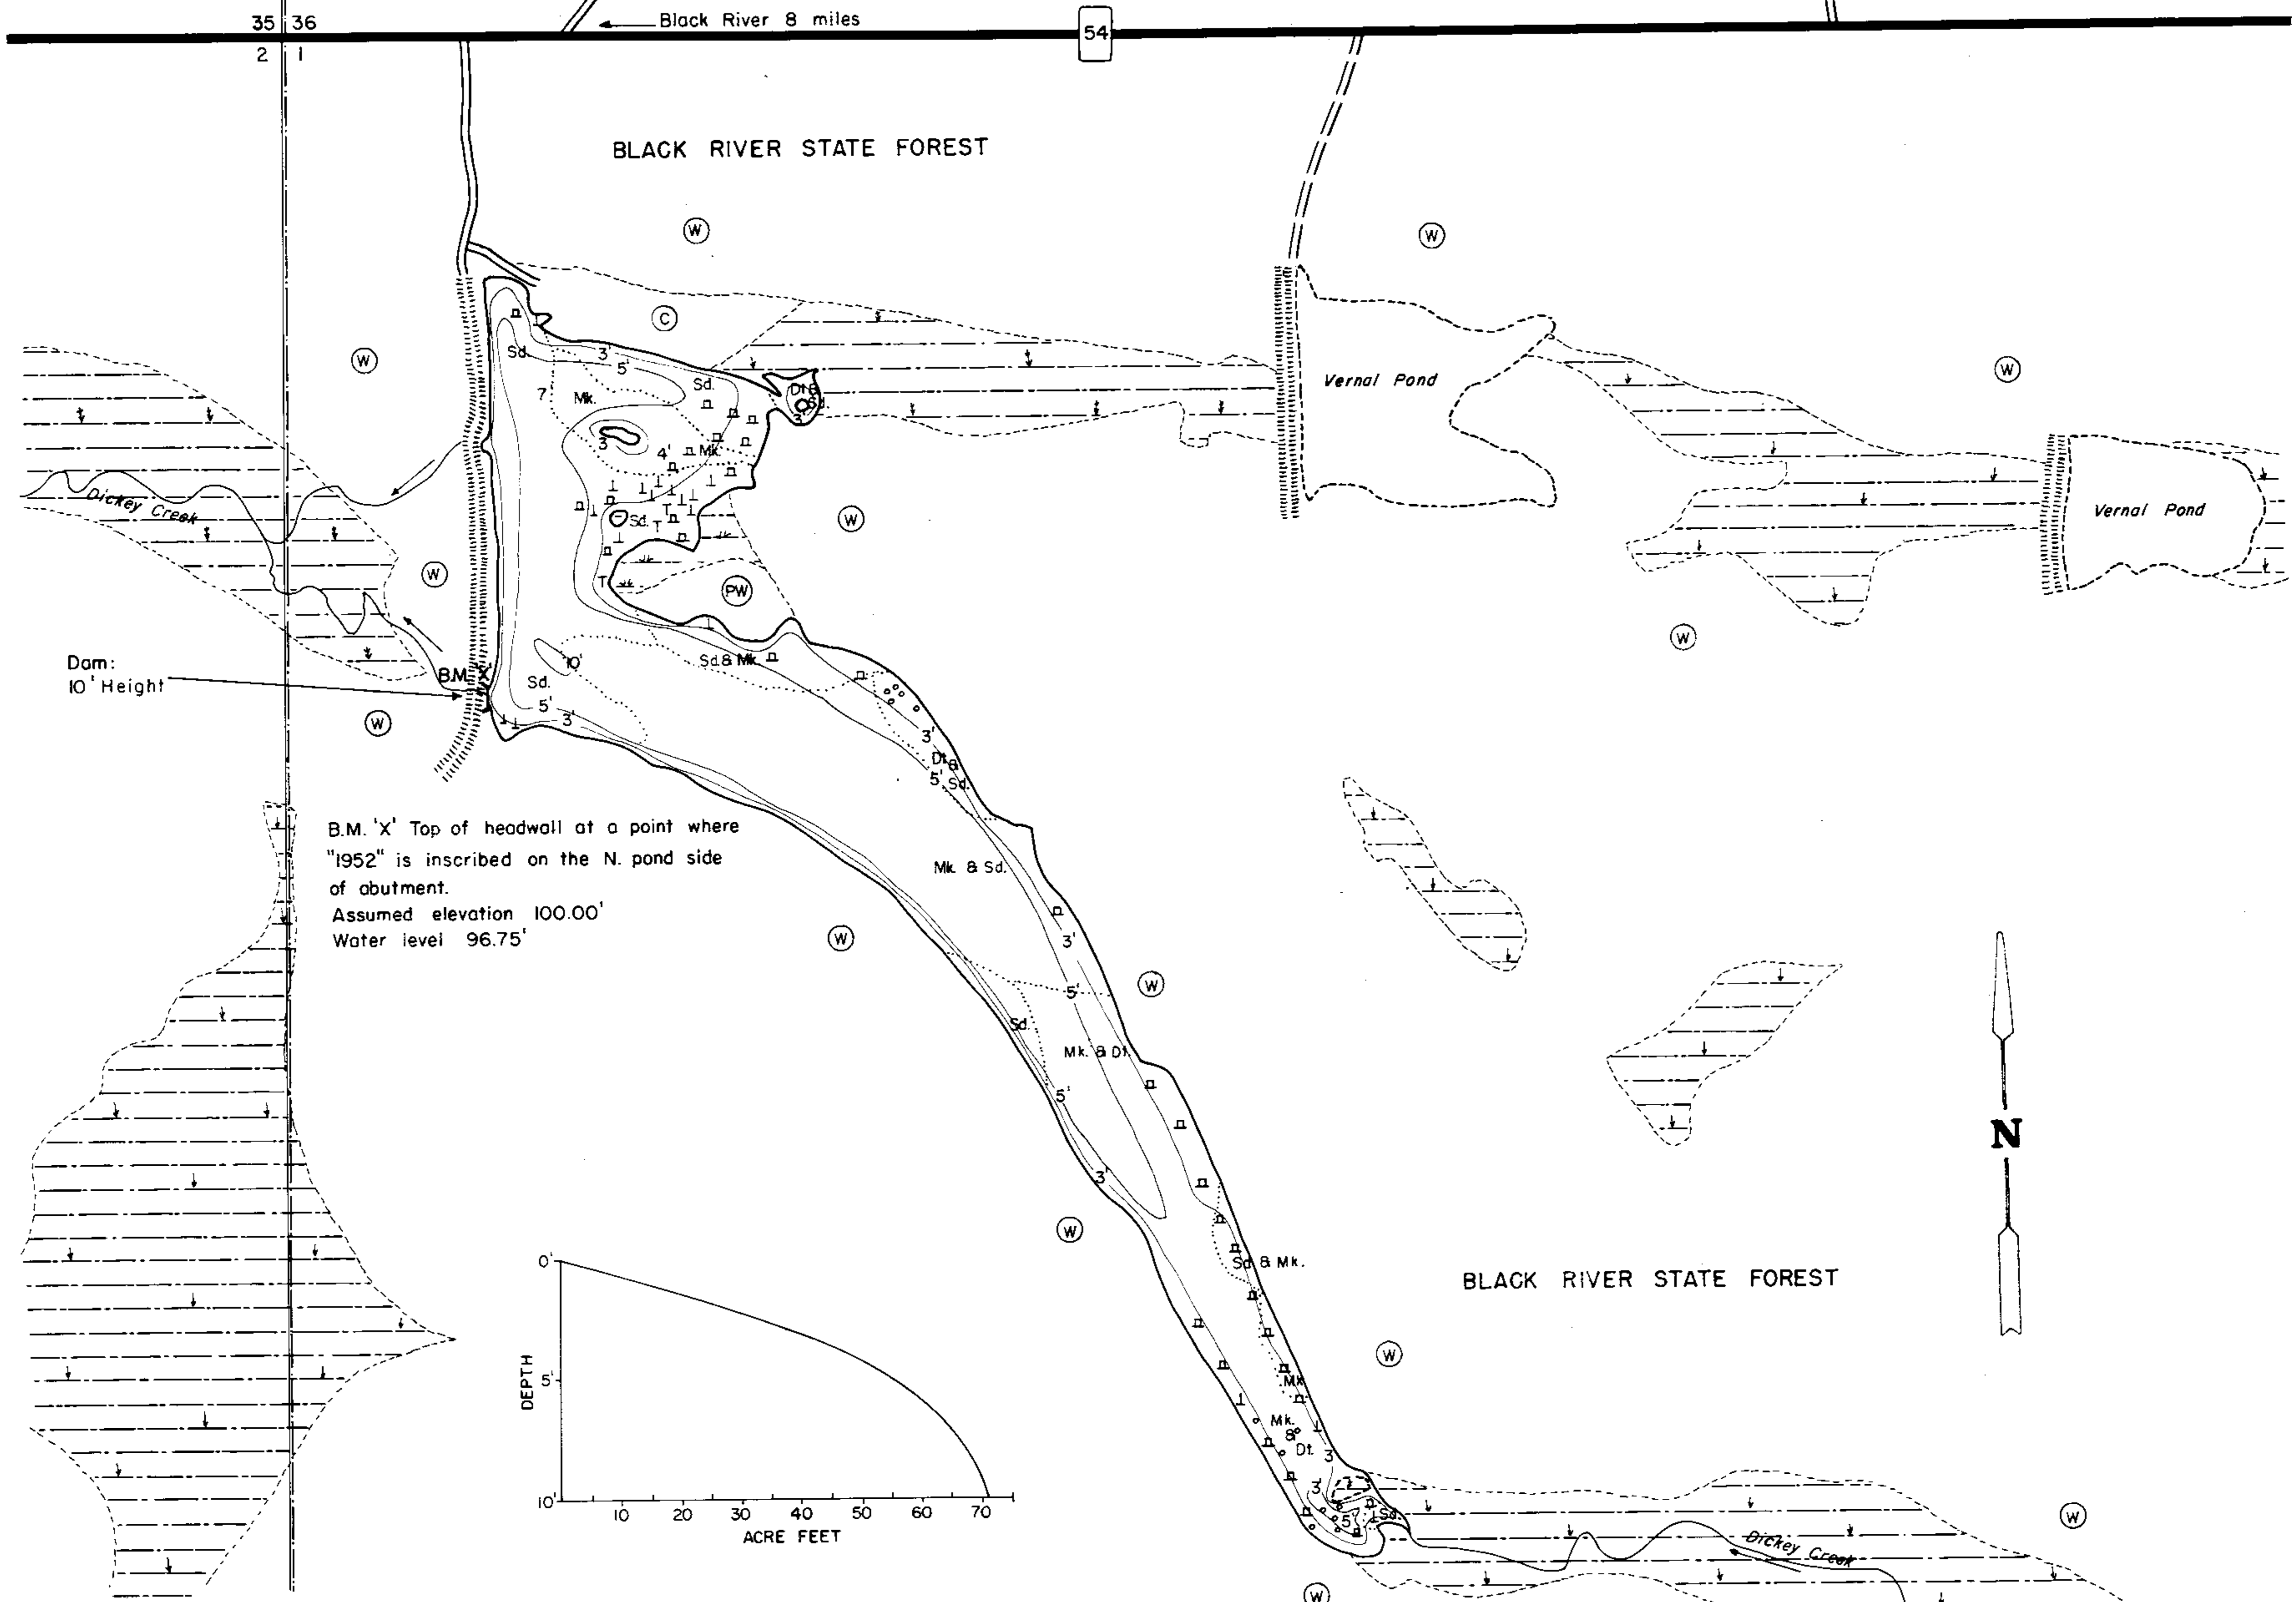 35 36
2 1
Black River 8 miles
54
BLACK RIVER STATE FOREST
W
W
C
W
W
3'
5'
Sd.
Sd.
7'
Mk.
Dt. &
Sd.
3'
Vernal Pond
3'
4'
Mk.
Dickey Creek
Sd.
T
T
W
Vernal Pond
W
T
PW
W
Dam:
10' Height
B.M. 'X'
10'
Sd.
5'
3'
Sd. & Mk.
W
3'
Dt. &
5' Sd.
B.M. 'X' Top of headwall at a point where
"1952" is inscribed on the N. pond side
of abutment.
Assumed elevation 100.00'
Water level 96.75'
Mk. & Sd.
W
3'
5'
W
Sd.
Mk. & Dt.
5'
3'
N
W
Sd. & Mk.
BLACK RIVER STATE FOREST
W
Mk.
Mk.
&
Dt.
3'
3'
5'
Sd.
W
Dickey Creek
W
0'
5'
10'
DEPTH
10 20 30 40 50 60 70
ACRE FEET